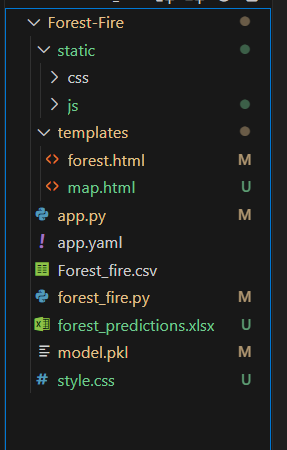 Forest-Fire
static
css
js
templates
<> forest.html M
<> map.html U
app.py M
! app.yaml
Forest_fire.csv
forest_fire.py M
forest_predictions.xlsx U
model.pkl M
# style.css U